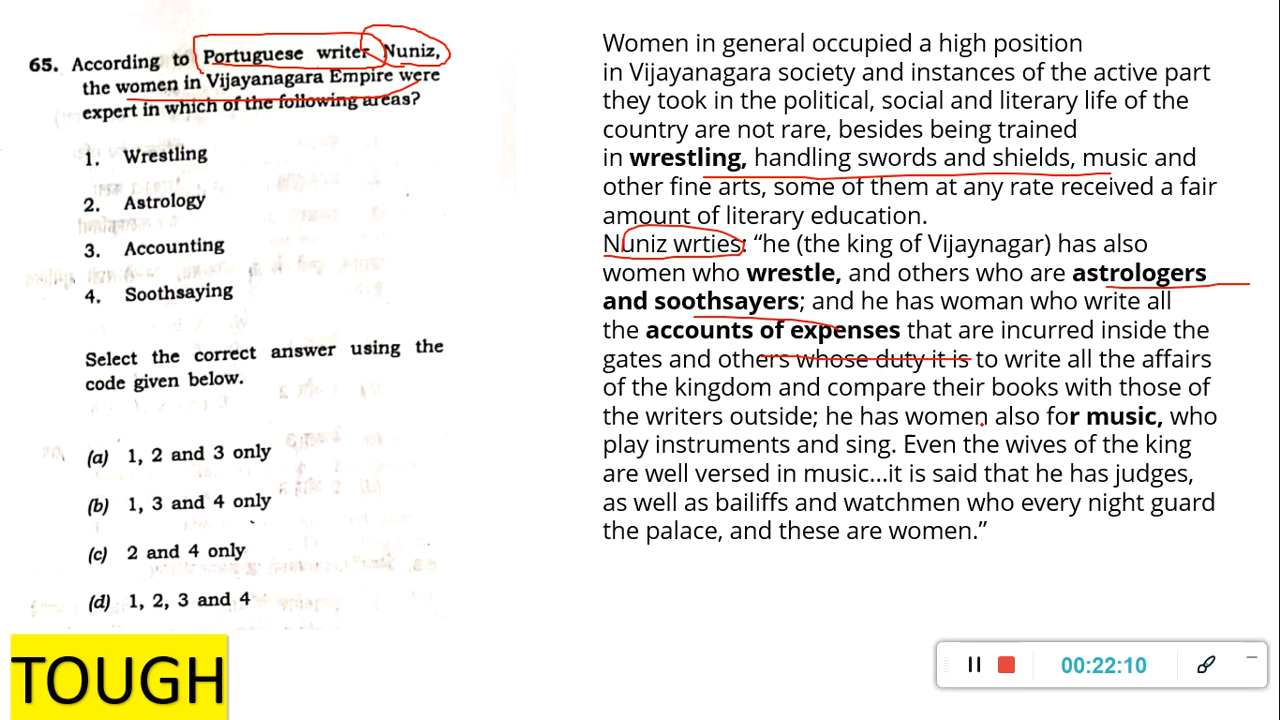 65. According to Portuguese writer Nuniz,
the women in Vijayanagara Empire were
expert in which of the following areas?
1. Wrestling
2. Astrology
3. Accounting
4. Soothsaying
Select the correct answer using the
code given below.
(a) 1, 2 and 3 only
(b) 1, 3 and 4 only
(c) 2 and 4 only
(d) 1, 2, 3 and 4
TOUGH
Women in general occupied a high position
in Vijayanagara society and instances of the active part
they took in the political, social and literary life of the
country are not rare, besides being trained
in wrestling, handling swords and shields, music and
other fine arts, some of them at any rate received a fair
amount of literary education.
Nuniz wrties: “he (the king of Vijaynagar) has also
women who wrestle, and others who are astrologers
and soothsayers; and he has woman who write all
the accounts of expenses that are incurred inside the
gates and others whose duty it is to write all the affairs
of the kingdom and compare their books with those of
the writers outside; he has women also for music, who
play instruments and sing. Even the wives of the king
are well versed in music...it is said that he has judges,
as well as bailiffs and watchmen who every night guard
the palace, and these are women.”
00:22:10